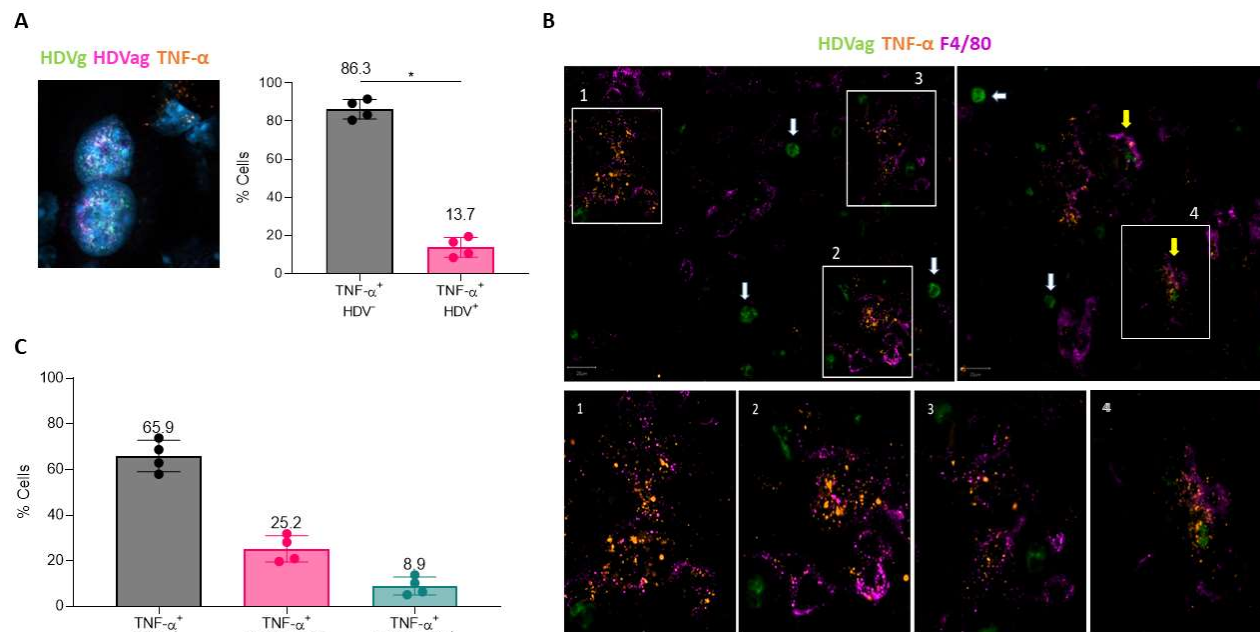 A
HDVg HDVag TNF-α
% Cells
100
80
60
40
20
0
86.3
*
13.7
TNF-α⁺
HDV⁻
TNF-α⁺
HDV⁺
B
HDVag TNF-α F4/80
1
2
3
4
1
2
3
4
C
% Cells
100
80
60
40
20
0
65.9
25.2
8.9
TNF-α⁺
TNF-α⁺
TNF-α⁺